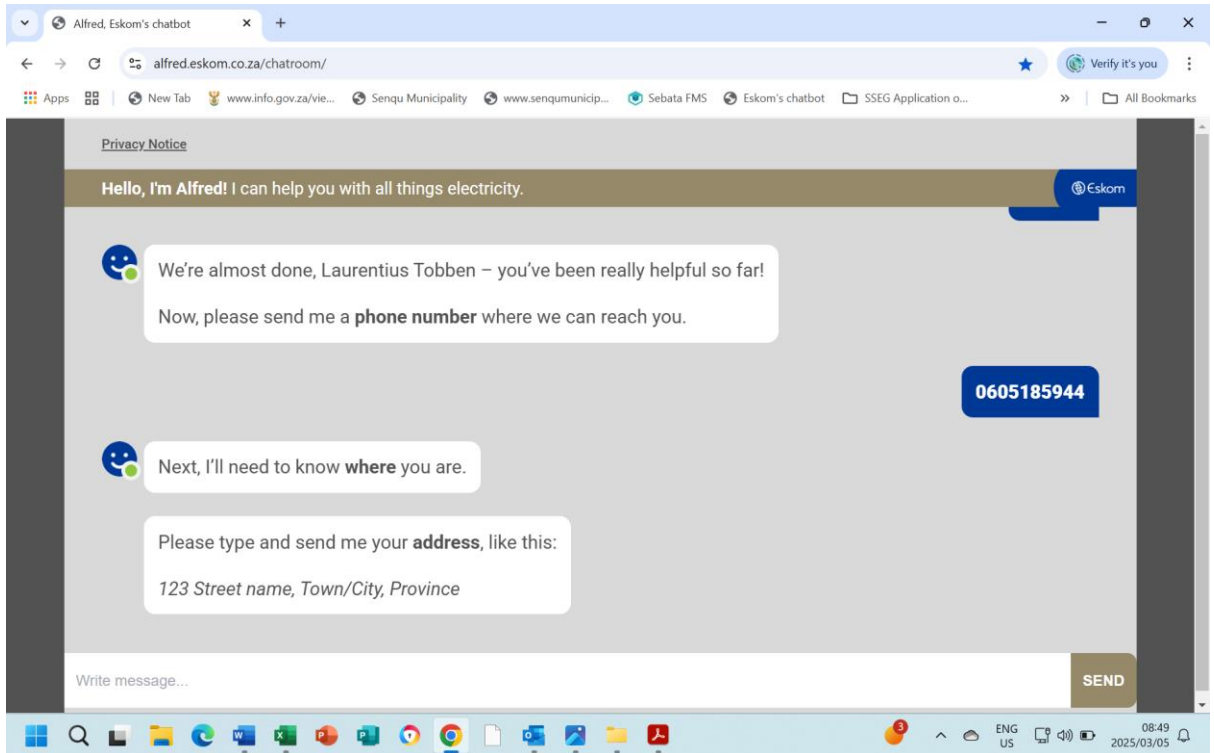 Alfred, Eskom's chatbot
alfred.eskom.co.za/chatroom/
Verify it's you
Apps
New Tab
www.info.gov.za/vie...
Senqu Municipality
www.senqumunicip...
Sebata FMS
Eskom's chatbot
SSEG Application o...
»
All Bookmarks
Privacy Notice
Hello, I'm Alfred! I can help you with all things electricity.
Eskom
We're almost done, Laurentius Tobben – you've been really helpful so far!
Now, please send me a phone number where we can reach you.
0605185944
Next, I'll need to know where you are.
Please type and send me your address, like this:
123 Street name, Town/City, Province
Write message...
SEND
3
ENG
US
08:49
2025/03/05